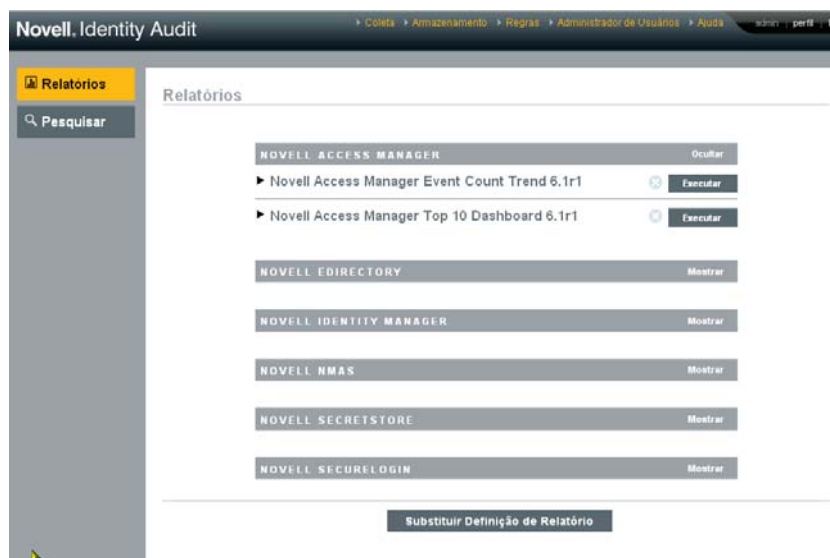 Novell. Identity Audit
Coleta Armazenamento Regras Administrador de Usuários Ajuda admin perfil
Relatórios
Pesquisar
Relatórios
NOVELL ACCESS MANAGER Ocultar
Novell Access Manager Event Count Trend 6.1r1 Executar
Novell Access Manager Top 10 Dashboard 6.1r1 Executar
NOVELL EDIRECTORY Mostrar
NOVELL IDENTITY MANAGER Mostrar
NOVELL NMAS Mostrar
NOVELL SECRETSTORE Mostrar
NOVELL SECURELOGIN Mostrar
Substituir Definição de Relatório